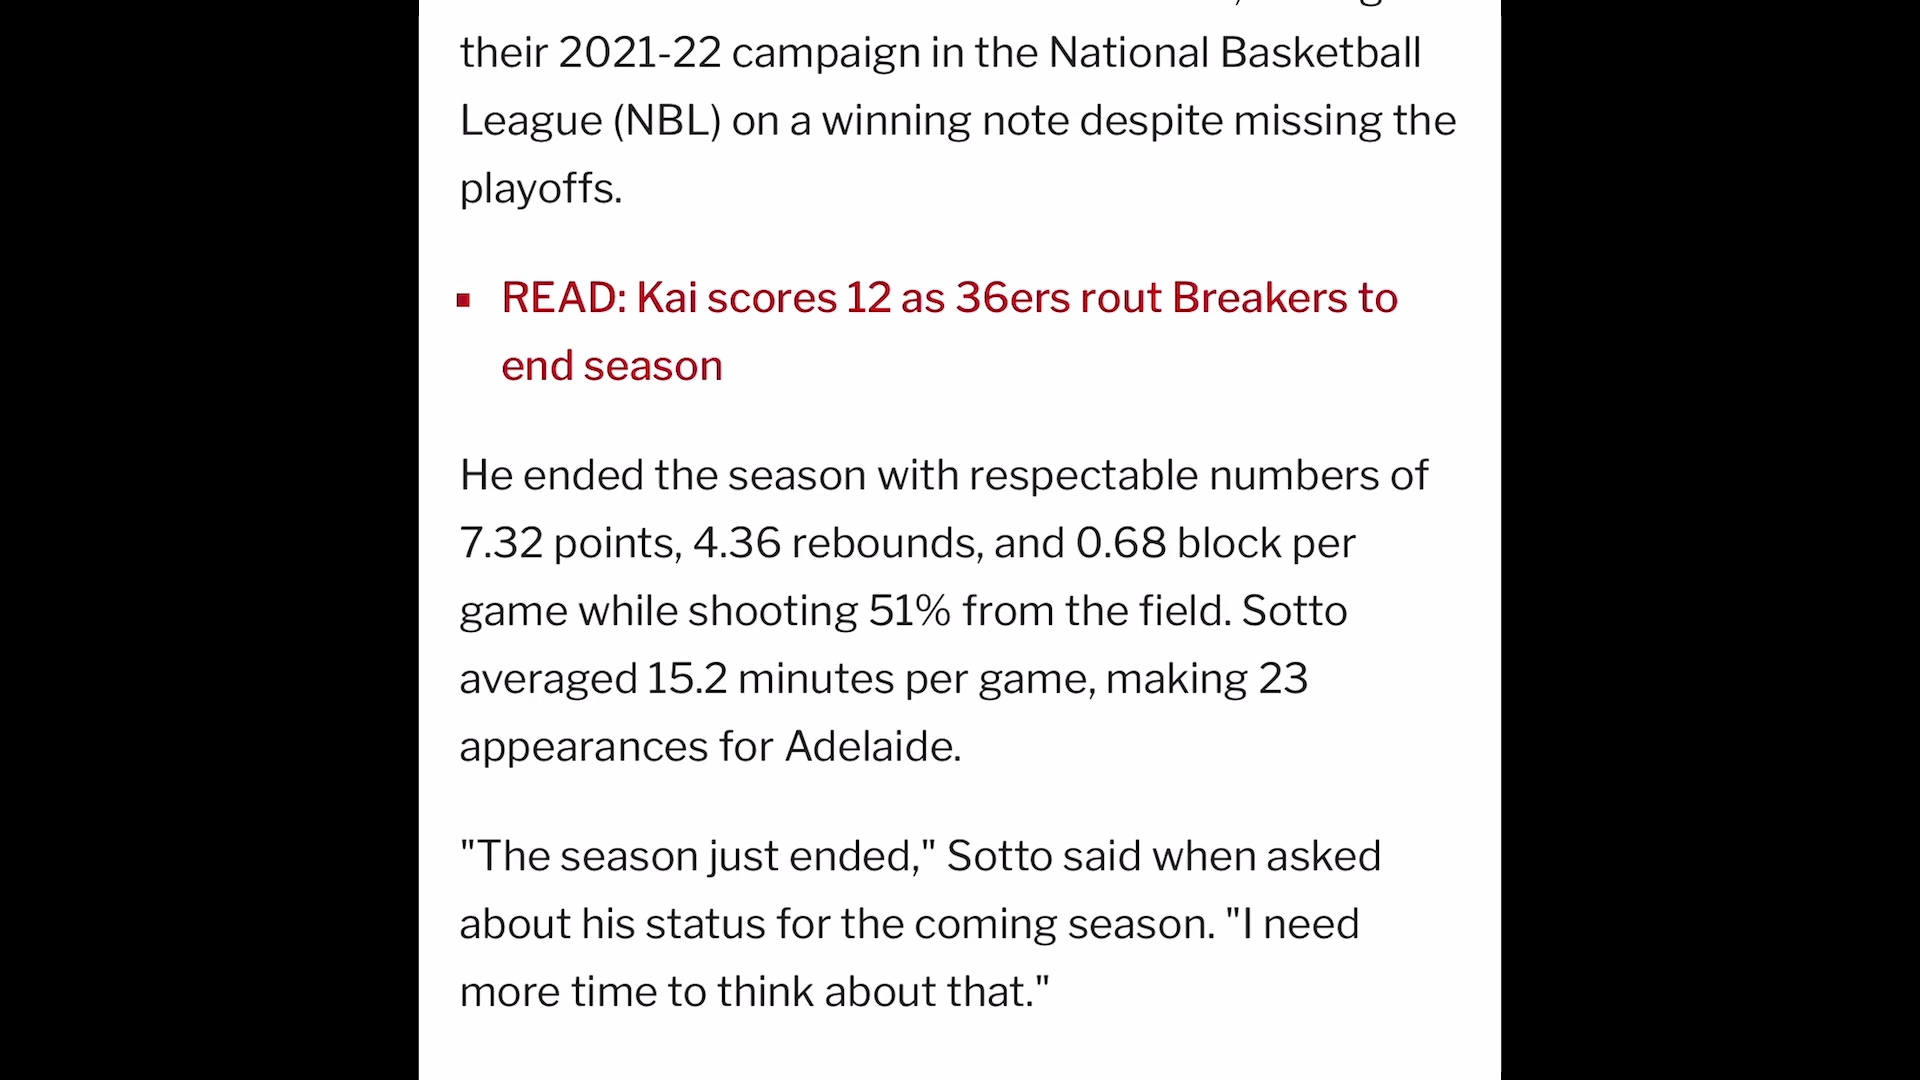 their 2021-22 campaign in the National Basketball
League (NBL) on a winning note despite missing the
playoffs.
▪ READ: Kai scores 12 as 36ers rout Breakers to
end season
He ended the season with respectable numbers of
7.32 points, 4.36 rebounds, and 0.68 block per
game while shooting 51% from the field. Sotto
averaged 15.2 minutes per game, making 23
appearances for Adelaide.
"The season just ended," Sotto said when asked
about his status for the coming season. "I need
more time to think about that."